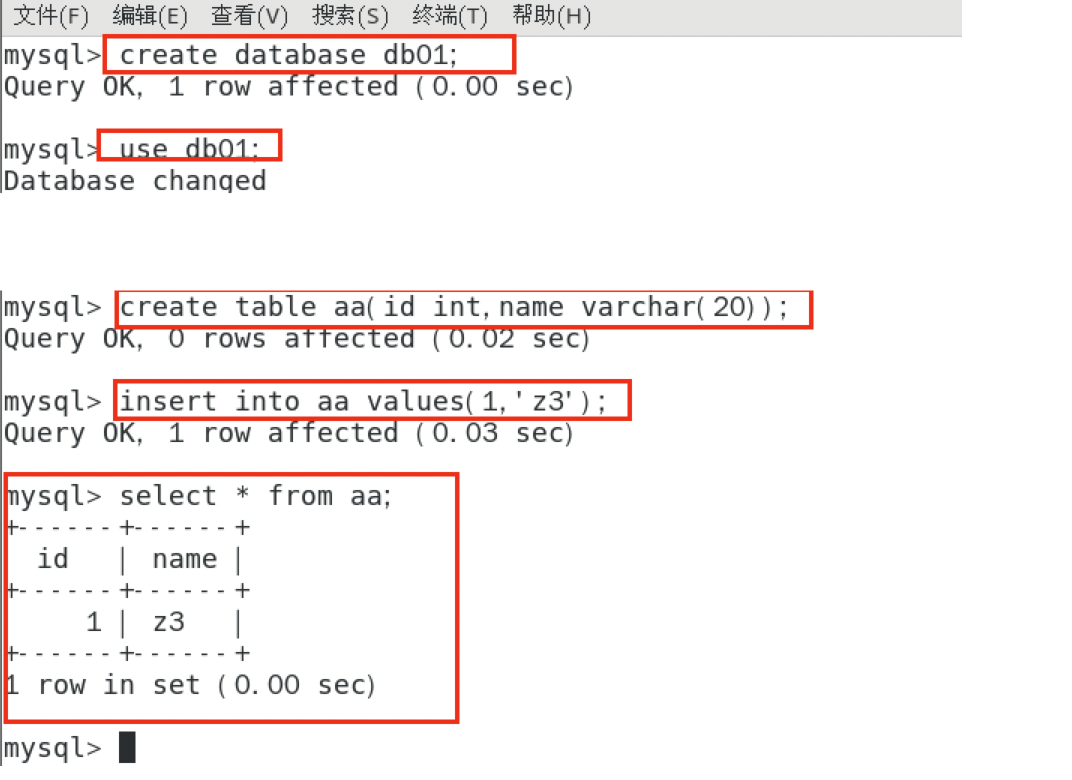 文件(F) 编辑(E) 查看(V) 搜索(S) 终端(T) 帮助(H)
mysql> create database db01;
Query OK, 1 row affected (0.00 sec)
mysql> use db01;
Database changed
mysql> create table aa(id int,name varchar(20));
Query OK, 0 rows affected (0.02 sec)
mysql> insert into aa values(1,'z3');
Query OK, 1 row affected (0.03 sec)
mysql> select * from aa;
+------+------+
id | name |
+------+------+
1 | z3 |
+------+------+
1 row in set (0.00 sec)
mysql>